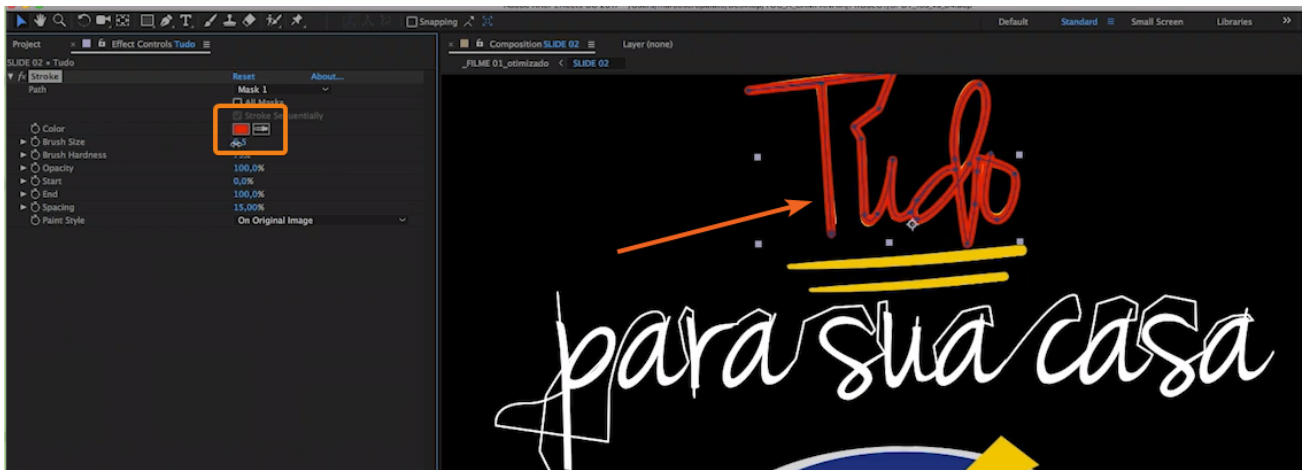 Snapping
Default Standard Small Screen Libraries
Project Effect Controls Tudo
Composition SLIDE 02 Layer (none)
SLIDE 02 • Tudo
_FILME 01_otimizado SLIDE 02
fx Stroke Reset About...
Path Mask 1
All Masks
Stroke Sequentially
Color
Brush Size
Brush Hardness
Opacity 100,0%
Start 0,0%
End 100,0%
Spacing 15,00%
Paint Style On Original Image
Tudo
para sua casa